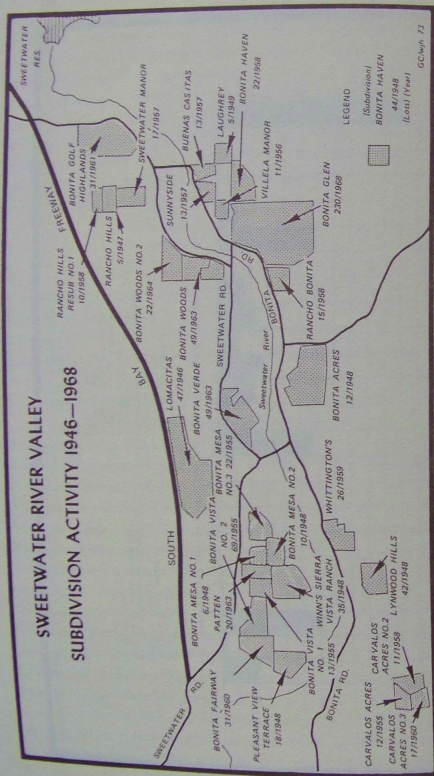 SWEETWATER RIVER VALLEY
SUBDIVISION ACTIVITY 1946—1968
SWEETWATER
RES.
SOUTH
BAY
FREEWAY
RANCHO HILLS
RESUB NO.1
10/1958
BONITA GOLF
HIGHLANDS
31/1961
RANCHO HILLS
5/1947
SWEETWATER MANOR
17/1957
BONITA WOODS NO.2
22/1964
SUNNYSIDE
13/1957
BUENAS CASITAS
13/1957
LAUGHREY
5/1949
BONITA HAVEN
22/1958
VILLELA MANOR
11/1956
BONITA GLEN
230/1968
LOMACITAS
47/1946
BONITA WOODS
49/1963
BONITA VERDE
49/1963
SWEETWATER RD.
Sweetwater River
BONITA
RD
RANCHO BONITA
15/1968
BONITA ACRES
12/1948
BONITA MESA
NO.3 22/1955
BONITA VISTA
NO. 2
69/1955
BONITA MESA NO.1
6/1948
PATTEN
20/1963
BONITA MESA NO.2
10/1948
WHITTINGTON'S
26/1959
SWEETWATER
RD.
BONITA FAIRWAY
31/1960
PLEASANT VIEW
TERRACE
18/1948
BONITA VISTA
NO. 1
13/1955
WINN'S SIERRA
VISTA RANCH
35/1948
BONITA RD.
LYNWOOD HILLS
42/1948
CARVALOS ACRES
12/1955
CARVALOS
ACRES NO.2
11/1958
CARVALOS
ACRES NO.3
17/1960
LEGEND
(Subdivision)
BONITA HAVEN
44/1948
(Lots) (Year)
GC/wjh 73